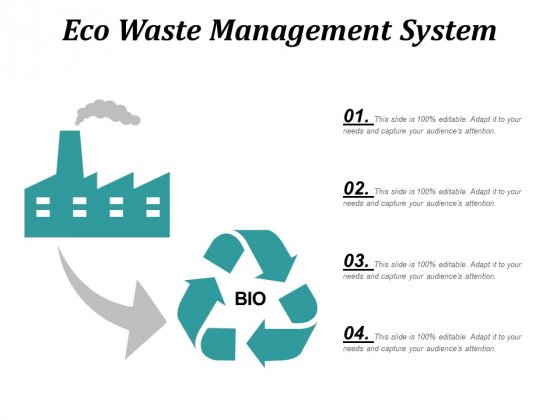 Eco Waste Management System
01. This slide is 100% editable. Adapt it to your
needs and capture your audience's attention.
02. This slide is 100% editable. Adapt it to your
needs and capture your audience's attention.
BIO
03. This slide is 100% editable. Adapt it to your
needs and capture your audience's attention.
04. This slide is 100% editable. Adapt it to your
needs and capture your audience's attention.